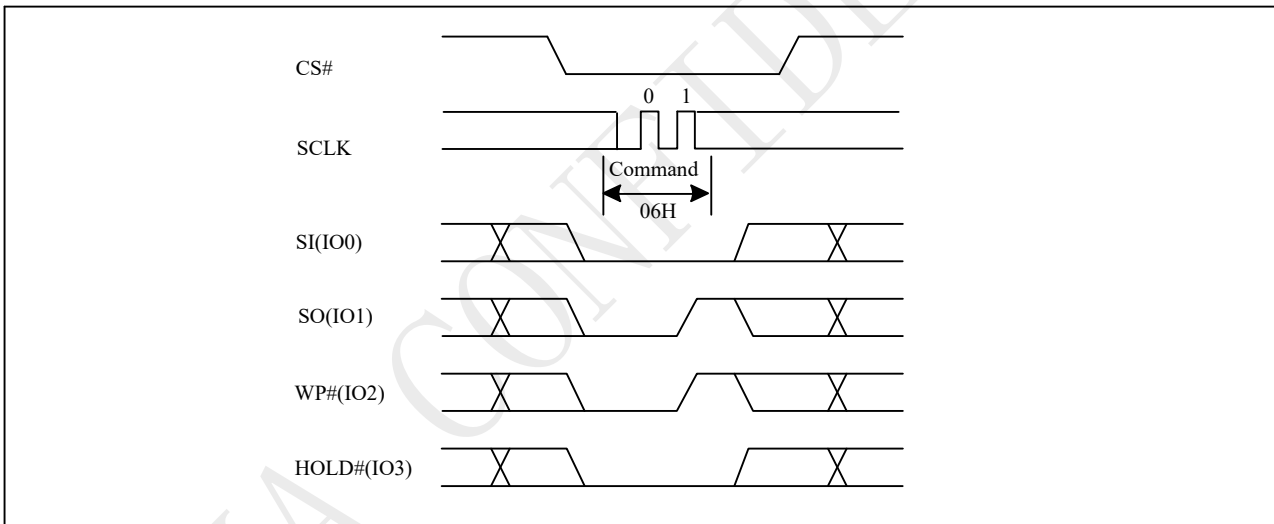 CS#
0 1
SCLK
Command
06H
SI(IO0)
SO(IO1)
WP#(IO2)
HOLD#(IO3)